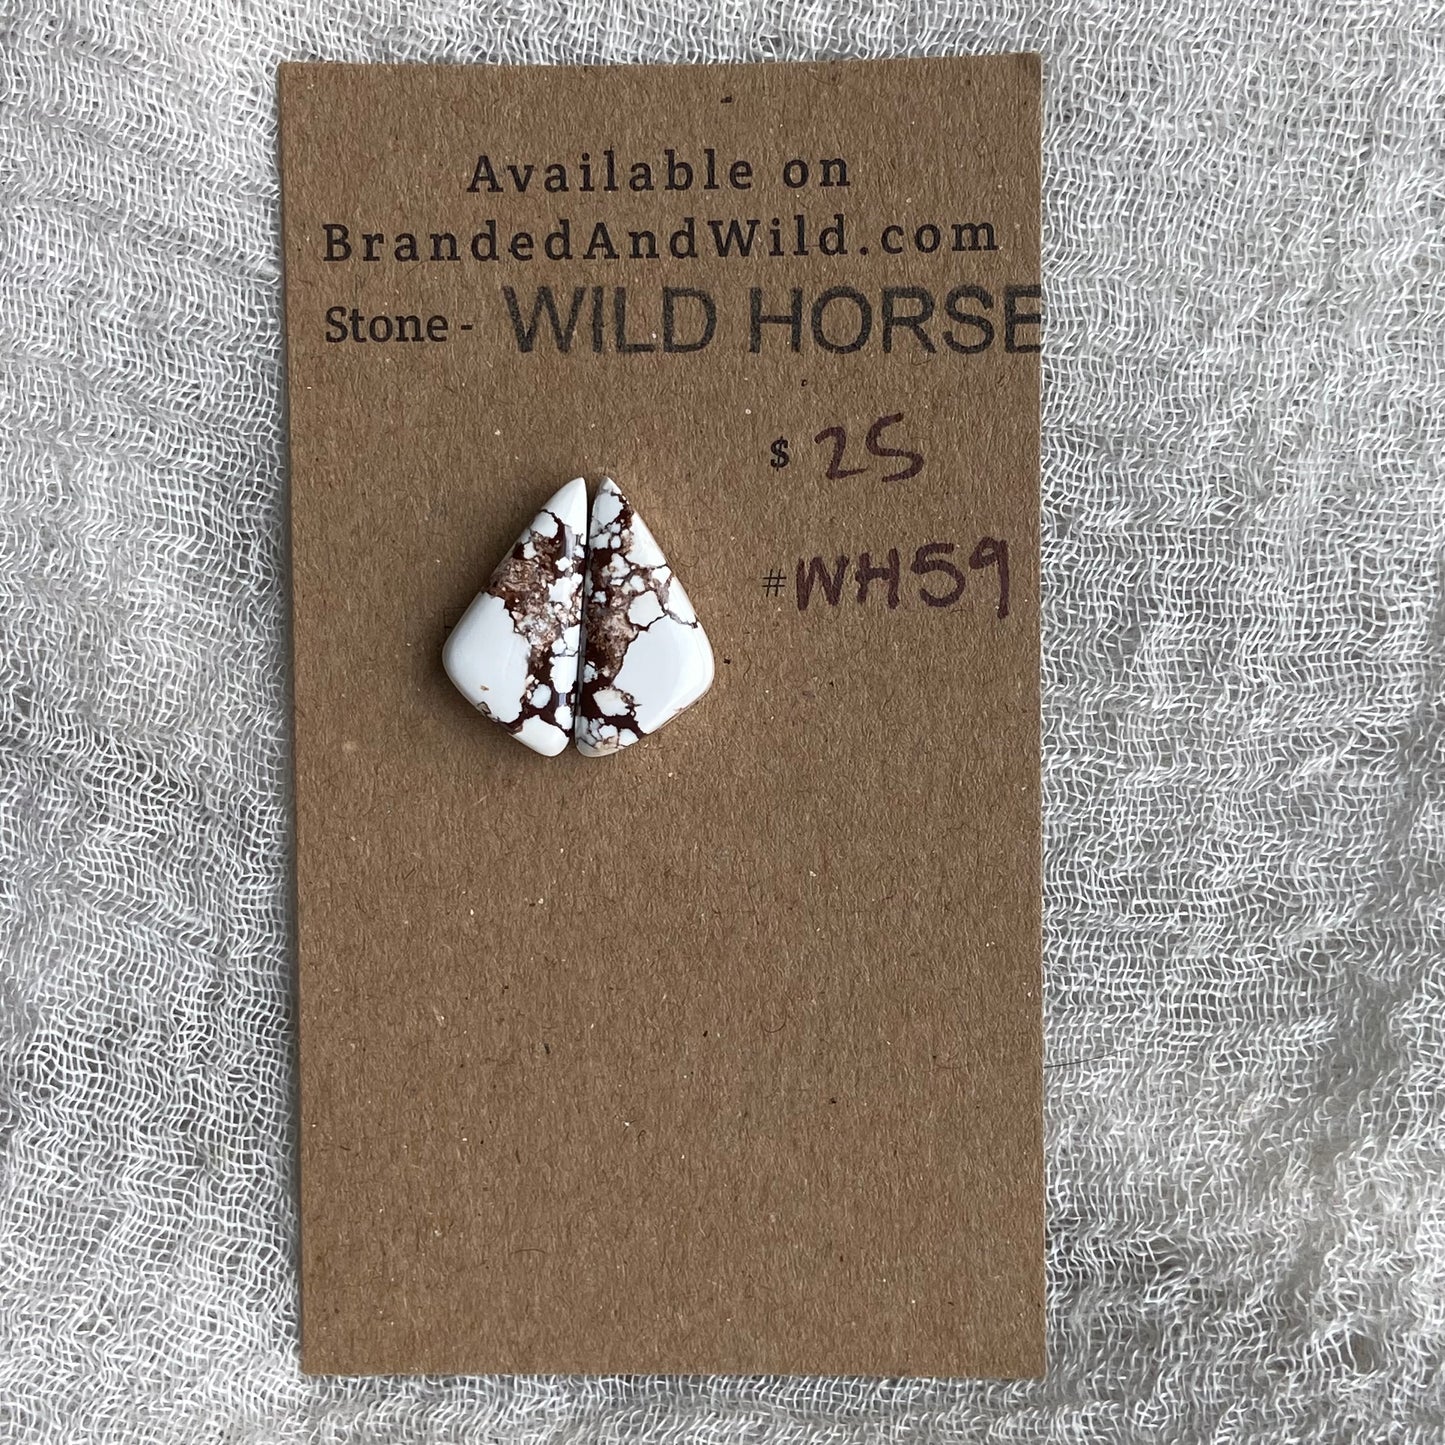 Available on
BrandedAndWild.com
Stone - WILD HORSE
$ 25
#WH59